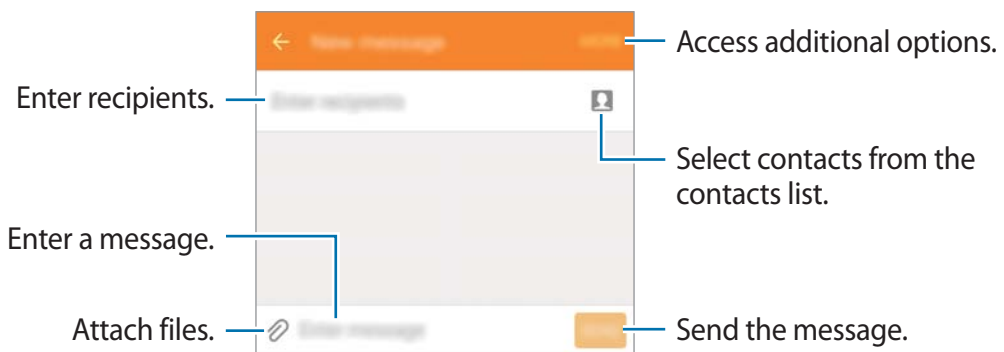 Access additional options.
Enter recipients.
Select contacts from the
contacts list.
Enter a message.
Attach files.
Send the message.